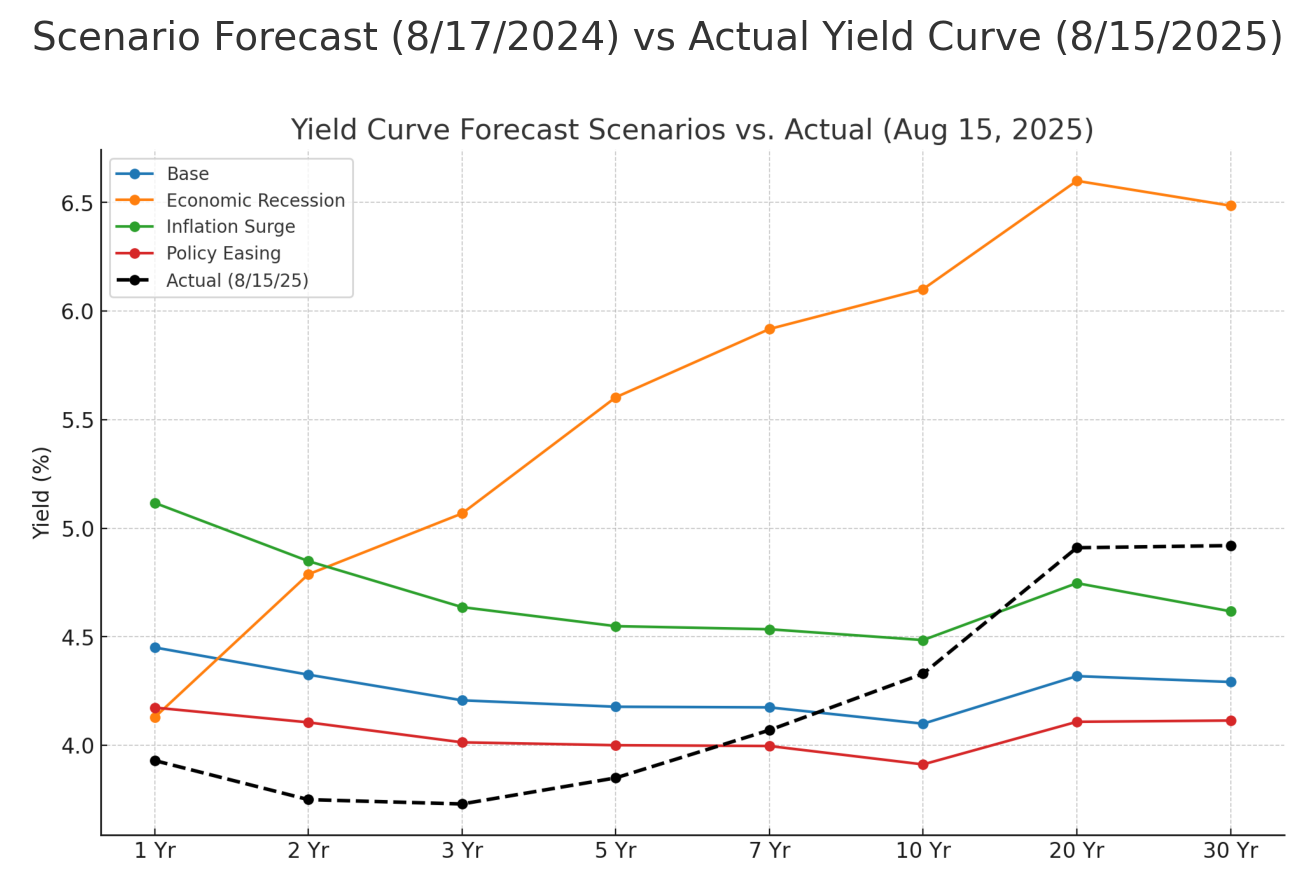 Scenario Forecast (8/17/2024) vs Actual Yield Curve (8/15/2025)
Yield Curve Forecast Scenarios vs. Actual (Aug 15, 2025)
Base
Economic Recession
Inflation Surge
Policy Easing
Actual (8/15/25)
Yield (%)
6.5
6.0
5.5
5.0
4.5
4.0
1 Yr 2 Yr 3 Yr 5 Yr 7 Yr 10 Yr 20 Yr 30 Yr